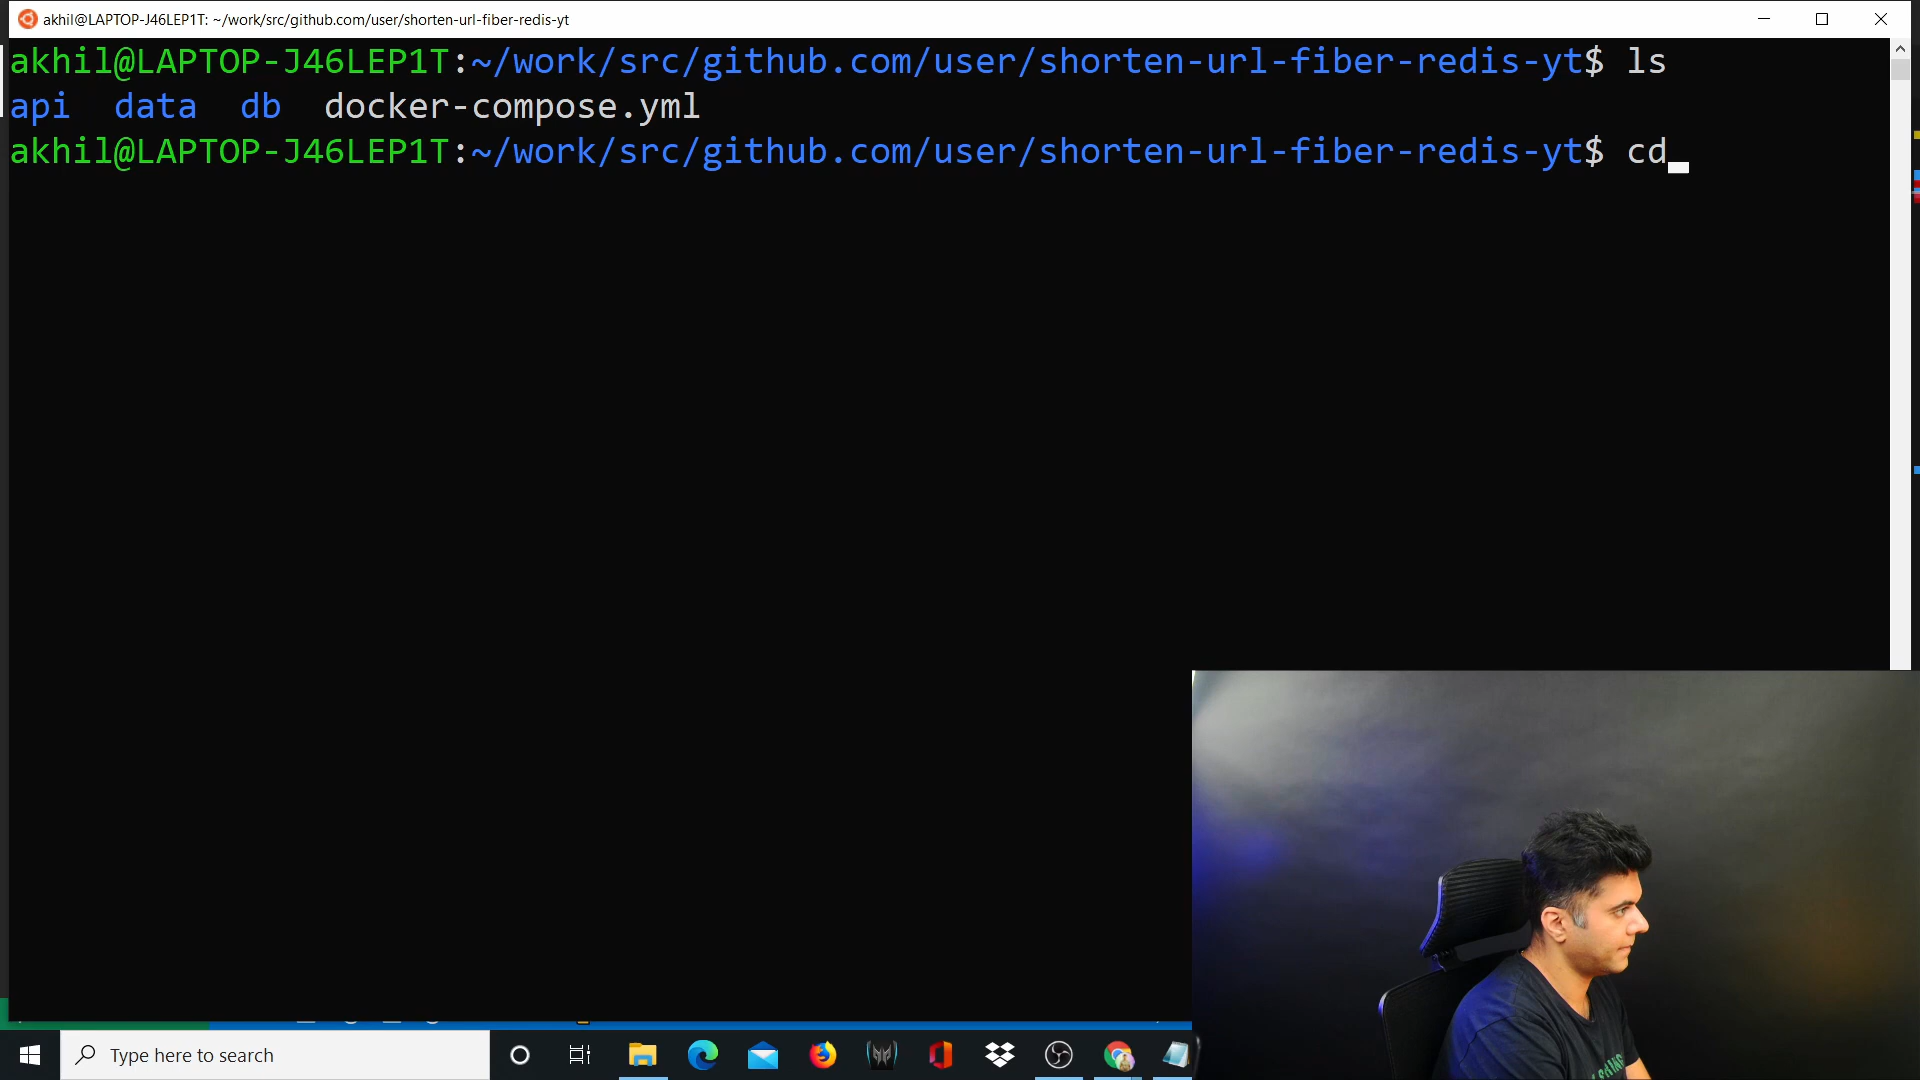 akhil@LAPTOP-J46LEP1T: ~/work/src/github.com/user/shorten-url-fiber-redis-yt
akhil@LAPTOP-J46LEP1T:~/work/src/github.com/user/shorten-url-fiber-redis-yt$ ls
api data db docker-compose.yml
akhil@LAPTOP-J46LEP1T:~/work/src/github.com/user/shorten-url-fiber-redis-yt$ cd
Type here to search